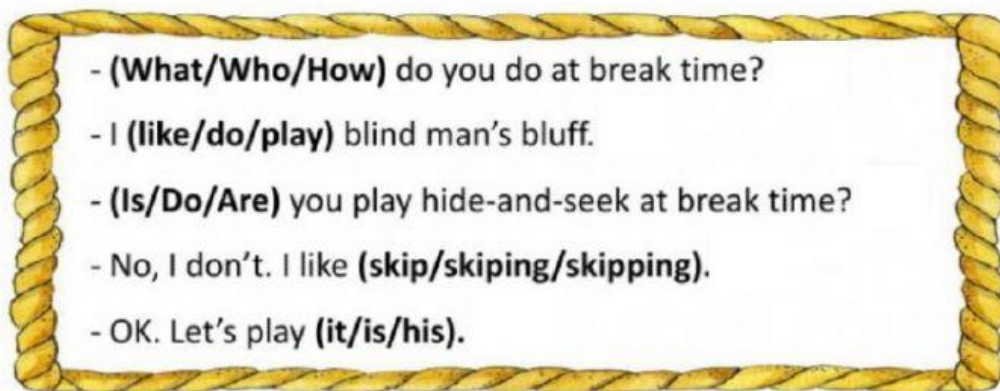 - (What/Who/How) do you do at break time?
- I (like/do/play) blind man's bluff.
- (Is/Do/Are) you play hide-and-seek at break time?
- No, I don't. I like (skip/skiping/skipping).
- OK. Let's play (it/is/his).